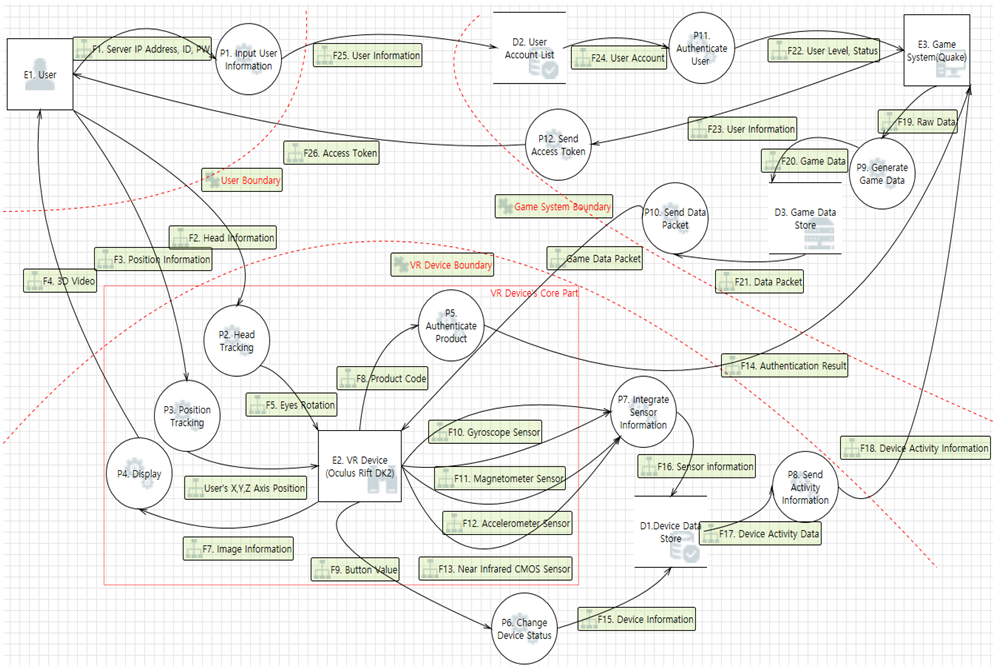 F1. Server IP Address, ID, PW
P1. Input User
Information
E1. User
F25. User Information
D2. User
Account List
F24. User Account
P11.
Authenticate
User
F22. User Level, Status
E3. Game
System(Quake)
F23. User Information
F19. Raw Data
P12. Send
Access Token
F26. Access Token
F20. Game Data
P9. Generate
Game Data
User Boundary
Game System Boundary
P10. Send Data
Packet
D3. Game Data
Store
F2. Head Information
F3. Position Information
F4. 3D Video
VR Device Boundary
Game Data Packet
F21. Data Packet
VR Device's Core Part
P2. Head
Tracking
P5.
Authenticate
Product
F14. Authentication Result
F8. Product Code
F5. Eyes Rotation
P3. Position
Tracking
P7. Integrate
Sensor
Information
F10. Gyroscope Sensor
F18. Device Activity Information
E2. VR Device
(Oculus Rift DK2)
P4. Display
F11. Magnetometer Sensor
F16. Sensor information
P8. Send
Activity
Information
User's X,Y,Z Axis Position
F12. Accelerometer Sensor
D1.Device Data
Store
F17. Device Activity Data
F7. Image Information
F9. Button Value
F13. Near Infrared CMOS Sensor
P6. Change
Device Status
F15. Device Information